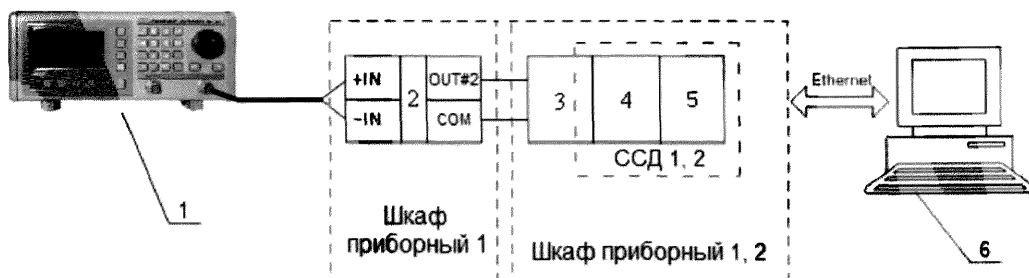 +IN
OUT#2
2
3
4
5
−IN
COM
Ethernet
ССД 1, 2
1
Шкаф
приборный 1
Шкаф приборный 1, 2
6